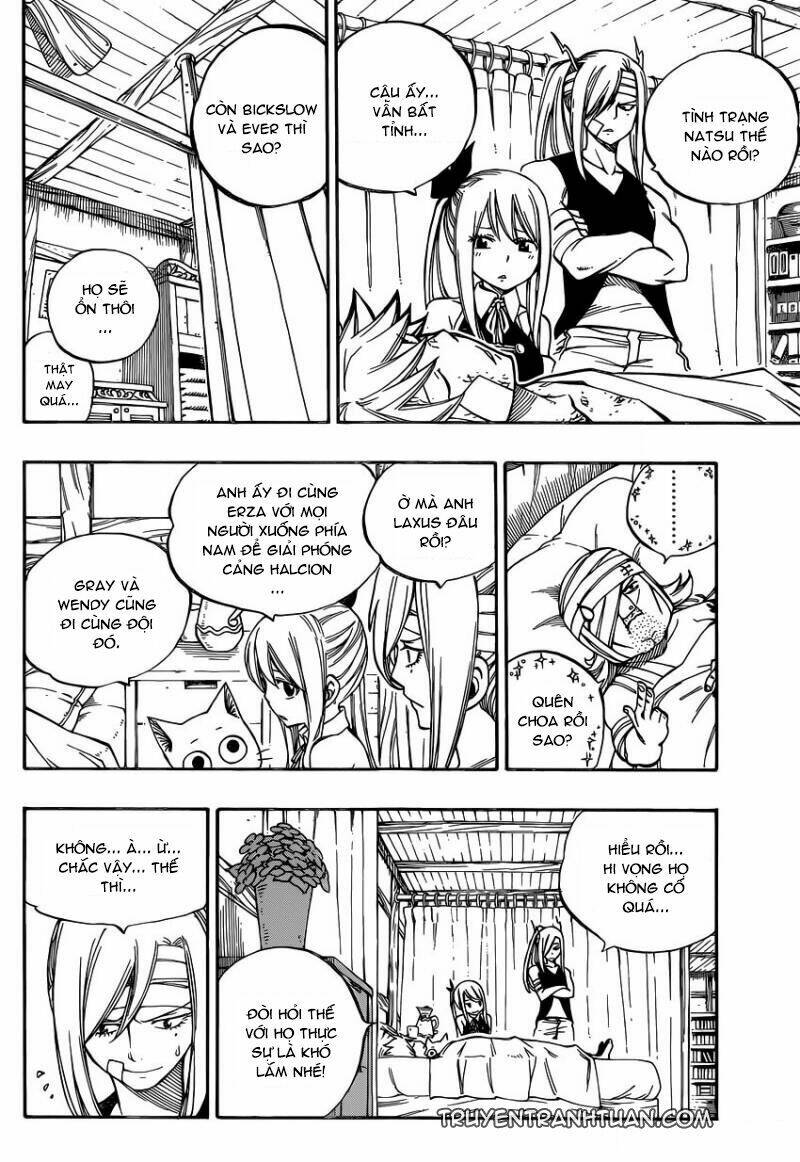 TÌNH TRẠNG
NATSU THẾ
NÀO RỒI?
CẬU ẤY...
VẪN BẤT
TỈNH...
CÒN BICKSLOW
VÀ EVER THÌ
SAO?
HỌ SẼ
ỔN THÔI
...
THẬT
MAY
QUÁ...
QUÊN
CHOA RỒI
SAO?
Ờ MÀ ANH
LAXUS ĐÂU
RỒI?
ANH ẤY ĐI CÙNG
ERZA VỚI MỌI
NGƯỜI XUỐNG PHÍA
NAM ĐỂ GIẢI PHÓNG
CẢNG HALCION
...
GRAY VÀ
WENDY CŨNG
ĐI CÙNG ĐỘI
ĐÓ.
HIỂU RỒI...
HI VỌNG HỌ
KHÔNG CỐ
QUÁ...
ĐÒI HỎI THẾ
VỚI HỌ THỰC
SỰ LÀ KHÓ
LẮM NHÉ!
KHÔNG... À... Ừ...
CHẮC VẬY... THẾ
THÌ...
TRUYENTRANHTUAN.COM